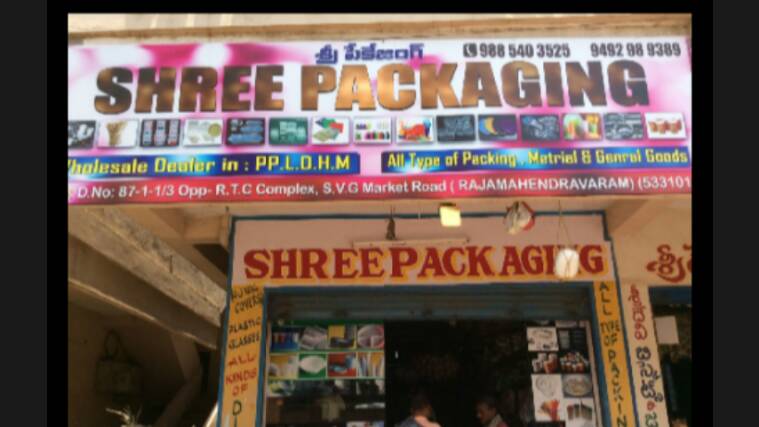 శ్రీ పేకేజింగ్ 988 540 3525 9492 98 9389
SHREE PACKAGING
Wholesale Dealer in : PP.L.D.H.M All Type of Packing , Metrial & Genral Goods
D.No: 87-1-1/3 Opp- R.T.C Complex, S.V.G Market Road ( RAJAMAHENDRAVARAM) (533101
SHREE PACKAGING
శ్రీ
COVERS
PLASTIC
GLASSES
ALL
KINDS
OF
D
ALL TYPE OF PACKIN